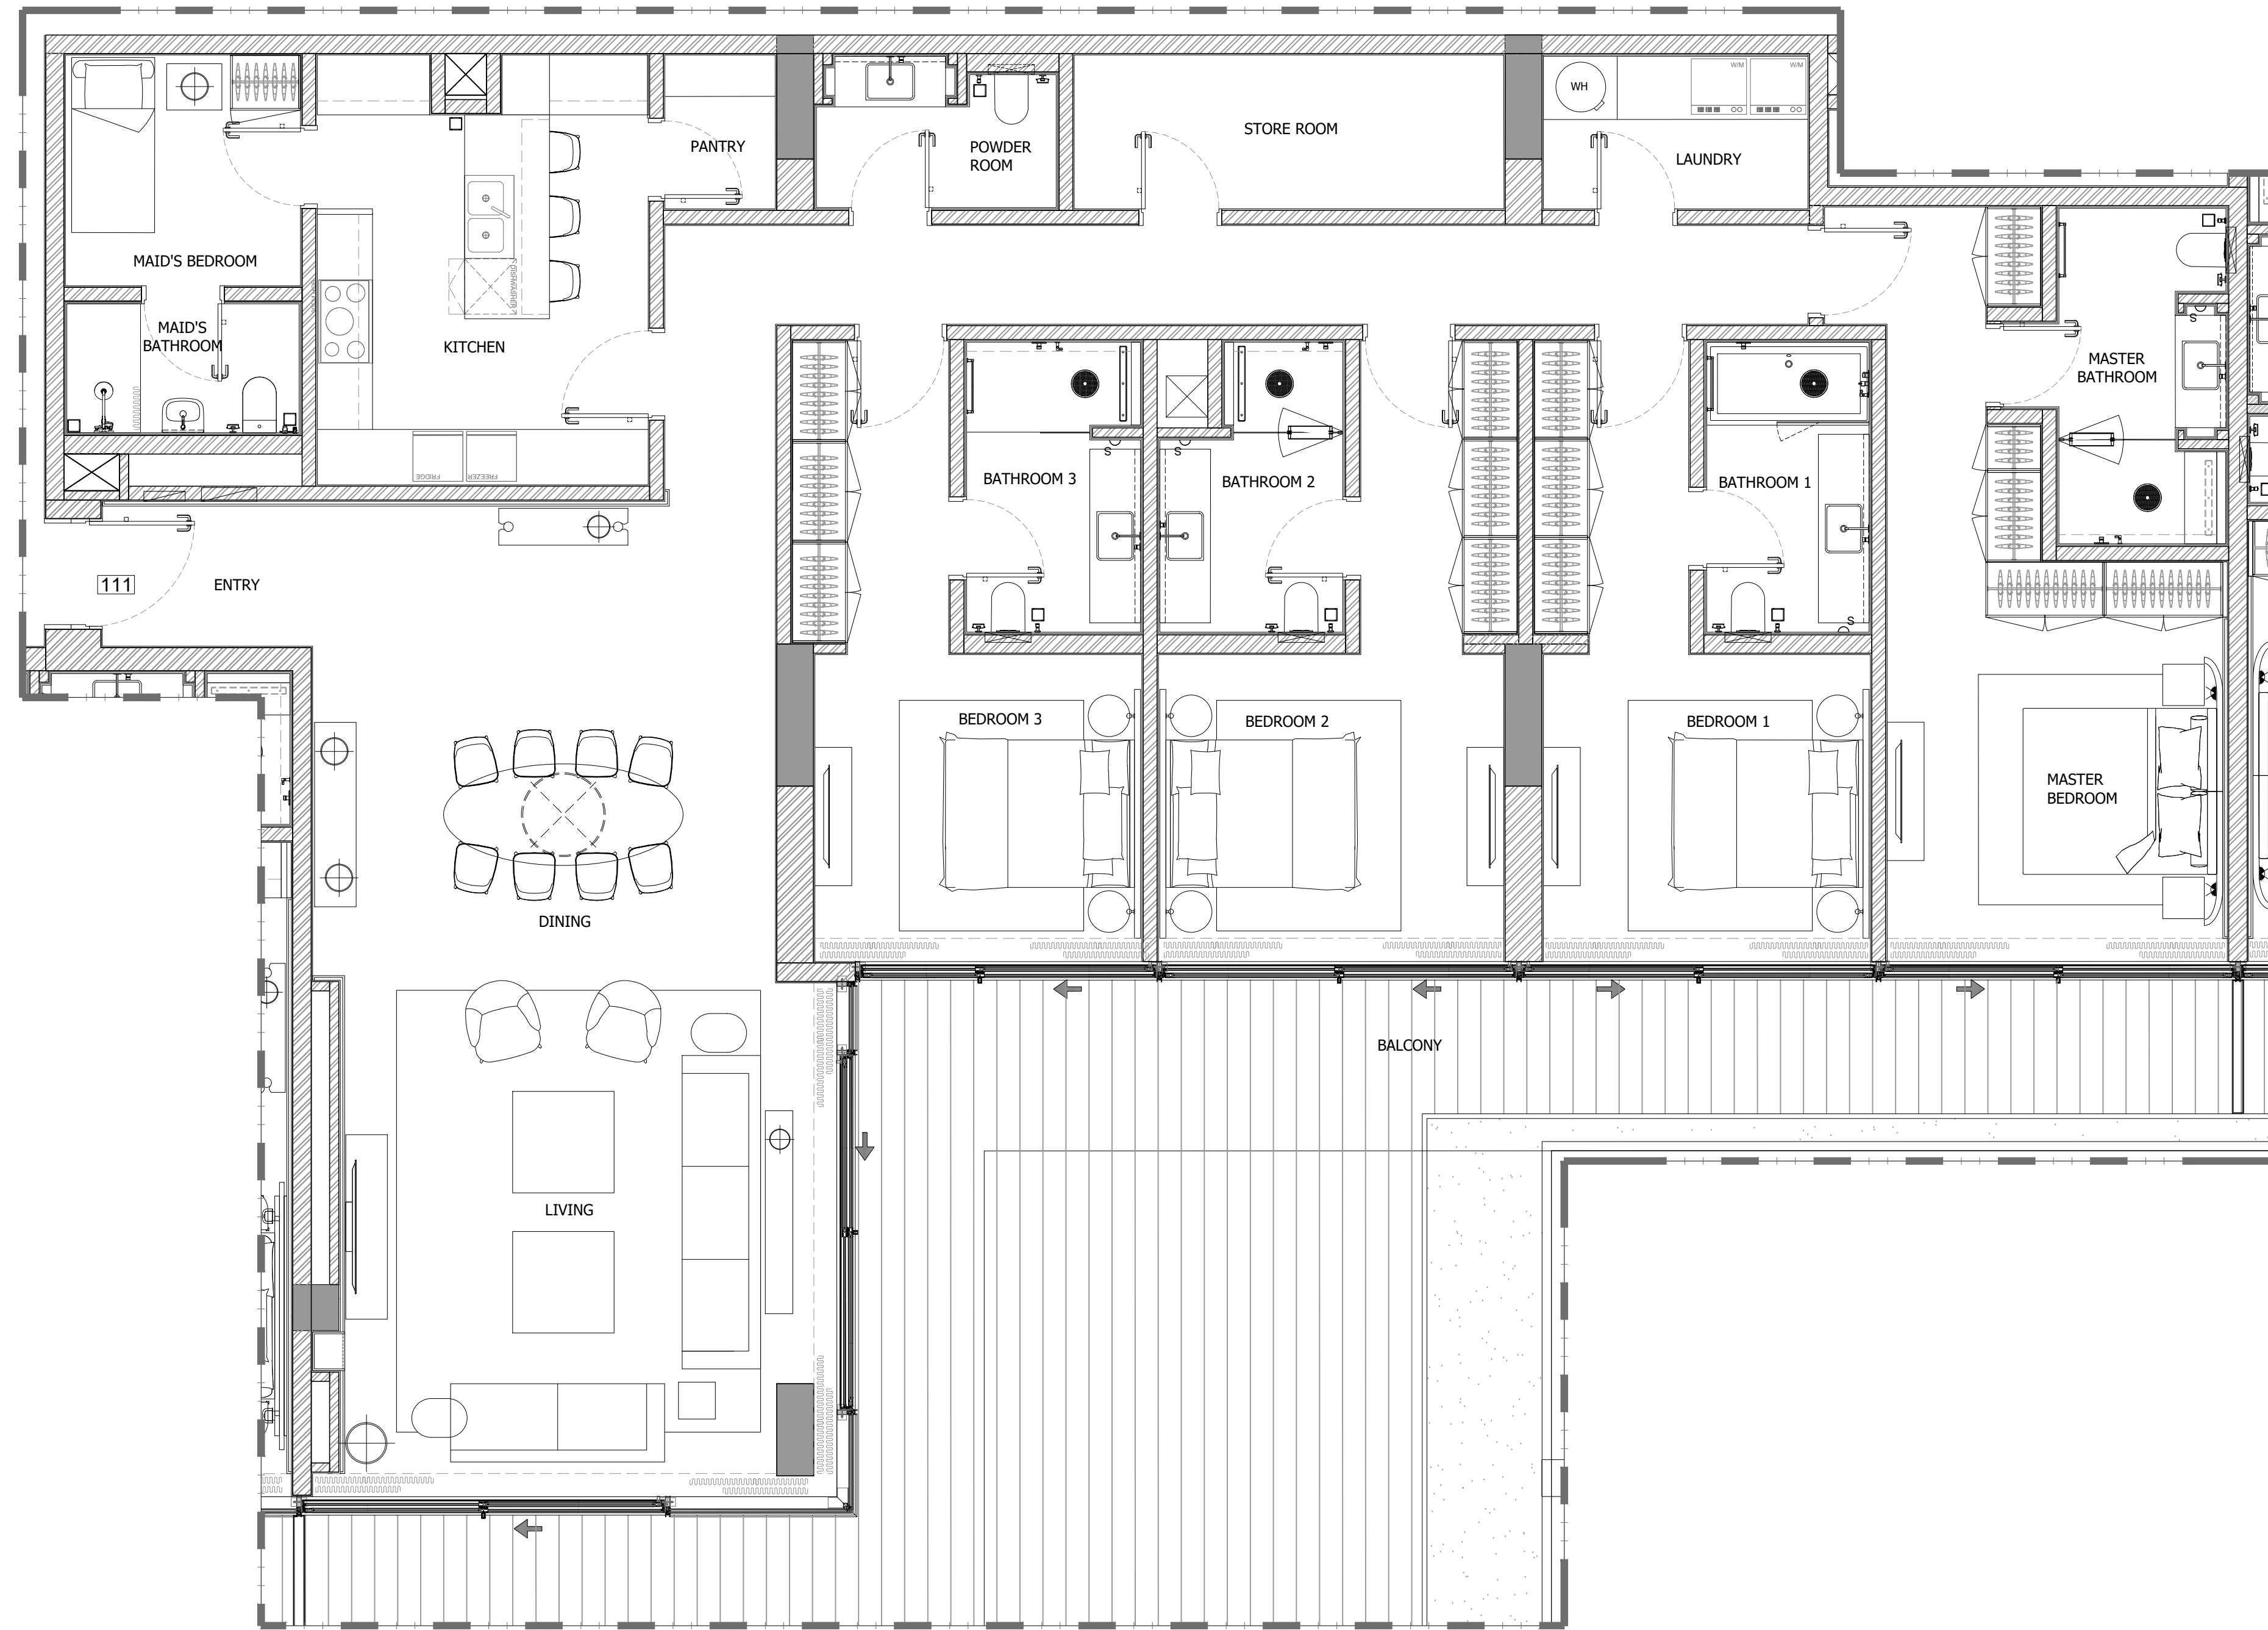 W/M
W/M
WH
STORE ROOM
PANTRY
POWDER
ROOM
LAUNDRY
MAID'S BEDROOM
DISHWASHER
MAID'S
BATHROOM
KITCHEN
S
MASTER
BATHROOM
FRIDGE
FREEZER
BATHROOM 3
S
S
BATHROOM 2
BATHROOM 1
111
ENTRY
S
BEDROOM 3
BEDROOM 2
BEDROOM 1
MASTER
BEDROOM
DINING
BALCONY
LIVING